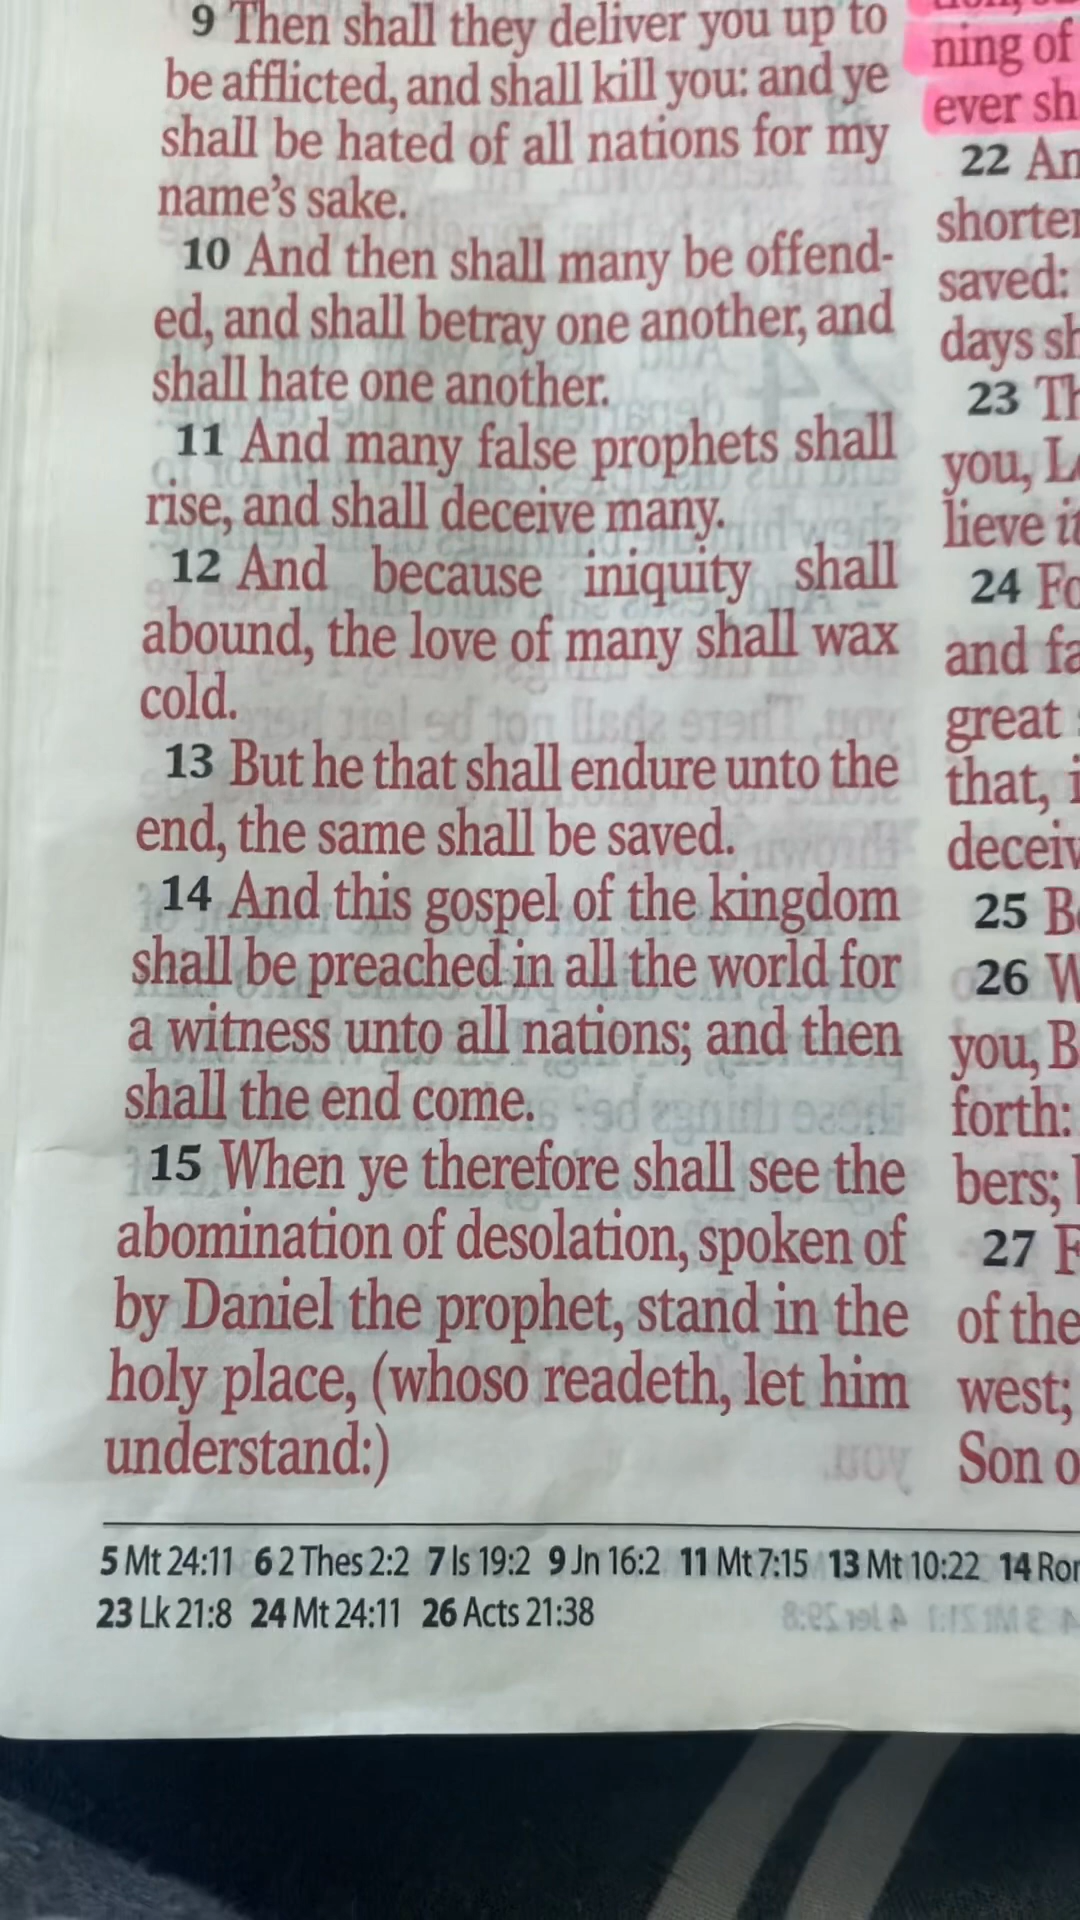 9 Then shall they deliver you up to
be afflicted, and shall kill you: and ye
shall be hated of all nations for my
name's sake.
10 And then shall many be offend-
ed, and shall betray one another, and
shall hate one another.
11 And many false prophets shall
rise, and shall deceive many.
12 And because iniquity shall
abound, the love of many shall wax
cold.
13 But he that shall endure unto the
end, the same shall be saved.
14 And this gospel of the kingdom
shall be preached in all the world for
a witness unto all nations; and then
shall the end come.
15 When ye therefore shall see the
abomination of desolation, spoken of
by Daniel the prophet, stand in the
holy place, (whoso readeth, let him
understand:)
ning of
ever sh
22 An
shorten
saved:
days sh
23 Th
you, L
lieve it
24 Fo
and fa
great
that, i
deceiv
25 Be
26 W
you, B
forth:
bers;
27 F
of the
west;
Son o
5 Mt 24:11 6 2 Thes 2:2 7 Is 19:2 9 Jn 16:2 11 Mt 7:15 13 Mt 10:22 14 Ror
23 Lk 21:8 24 Mt 24:11 26 Acts 21:38